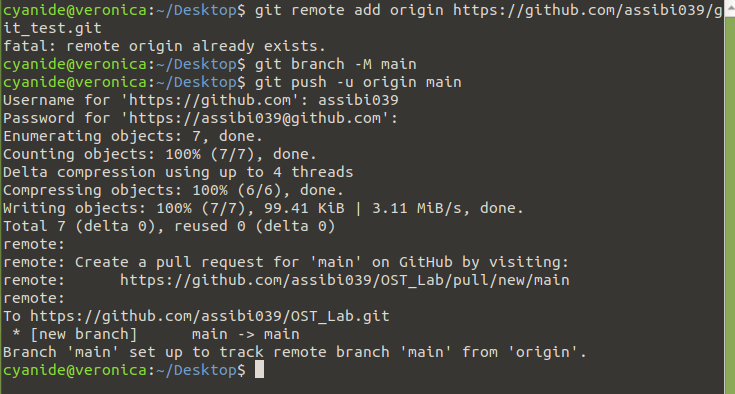 cyanide@veronica:~/Desktop$ git remote add origin https://github.com/assibi039/g
it_test.git
fatal: remote origin already exists.
cyanide@veronica:~/Desktop$ git branch -M main
cyanide@veronica:~/Desktop$ git push -u origin main
Username for 'https://github.com': assibi039
Password for 'https://assibi039@github.com':
Enumerating objects: 7, done.
Counting objects: 100% (7/7), done.
Delta compression using up to 4 threads
Compressing objects: 100% (6/6), done.
Writing objects: 100% (7/7), 99.41 KiB | 3.11 MiB/s, done.
Total 7 (delta 0), reused 0 (delta 0)
remote:
remote: Create a pull request for 'main' on GitHub by visiting:
remote:      https://github.com/assibi039/OST_Lab/pull/new/main
remote:
To https://github.com/assibi039/OST_Lab.git
 * [new branch]      main -> main
Branch 'main' set up to track remote branch 'main' from 'origin'.
cyanide@veronica:~/Desktop$